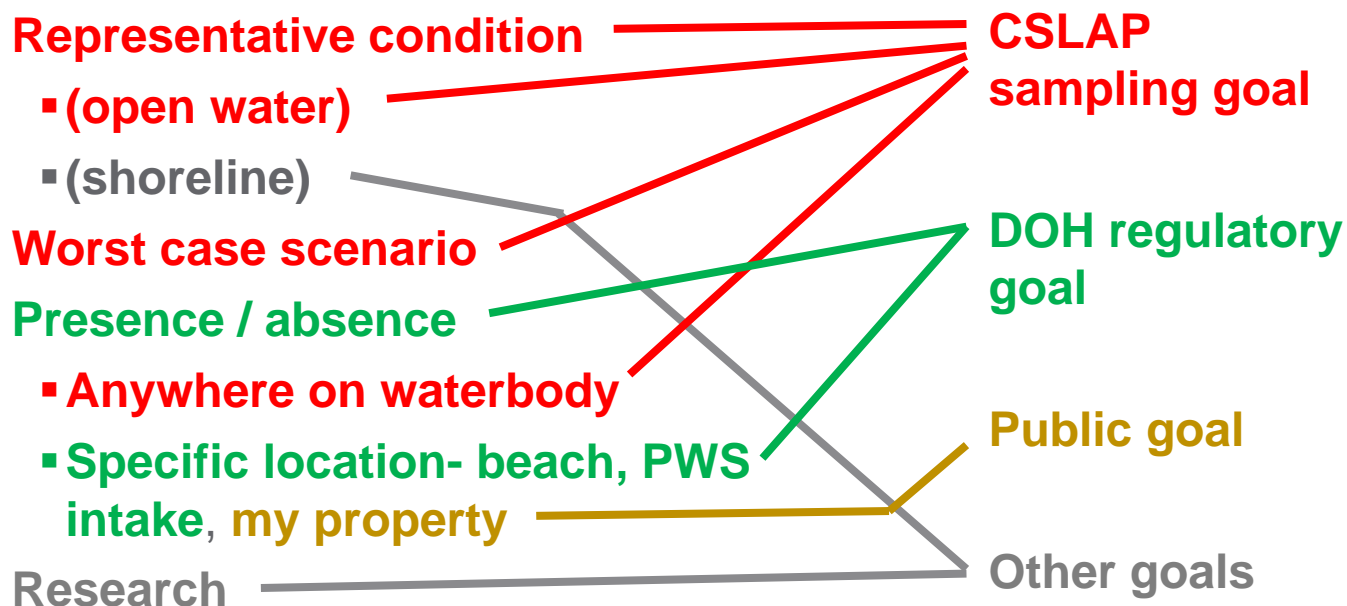 Representative condition
▪(open water)
▪(shoreline)
Worst case scenario
Presence / absence
▪Anywhere on waterbody
▪Specific location- beach, PWS
intake, my property
Research
CSLAP
sampling goal
DOH regulatory
goal
Public goal
Other goals